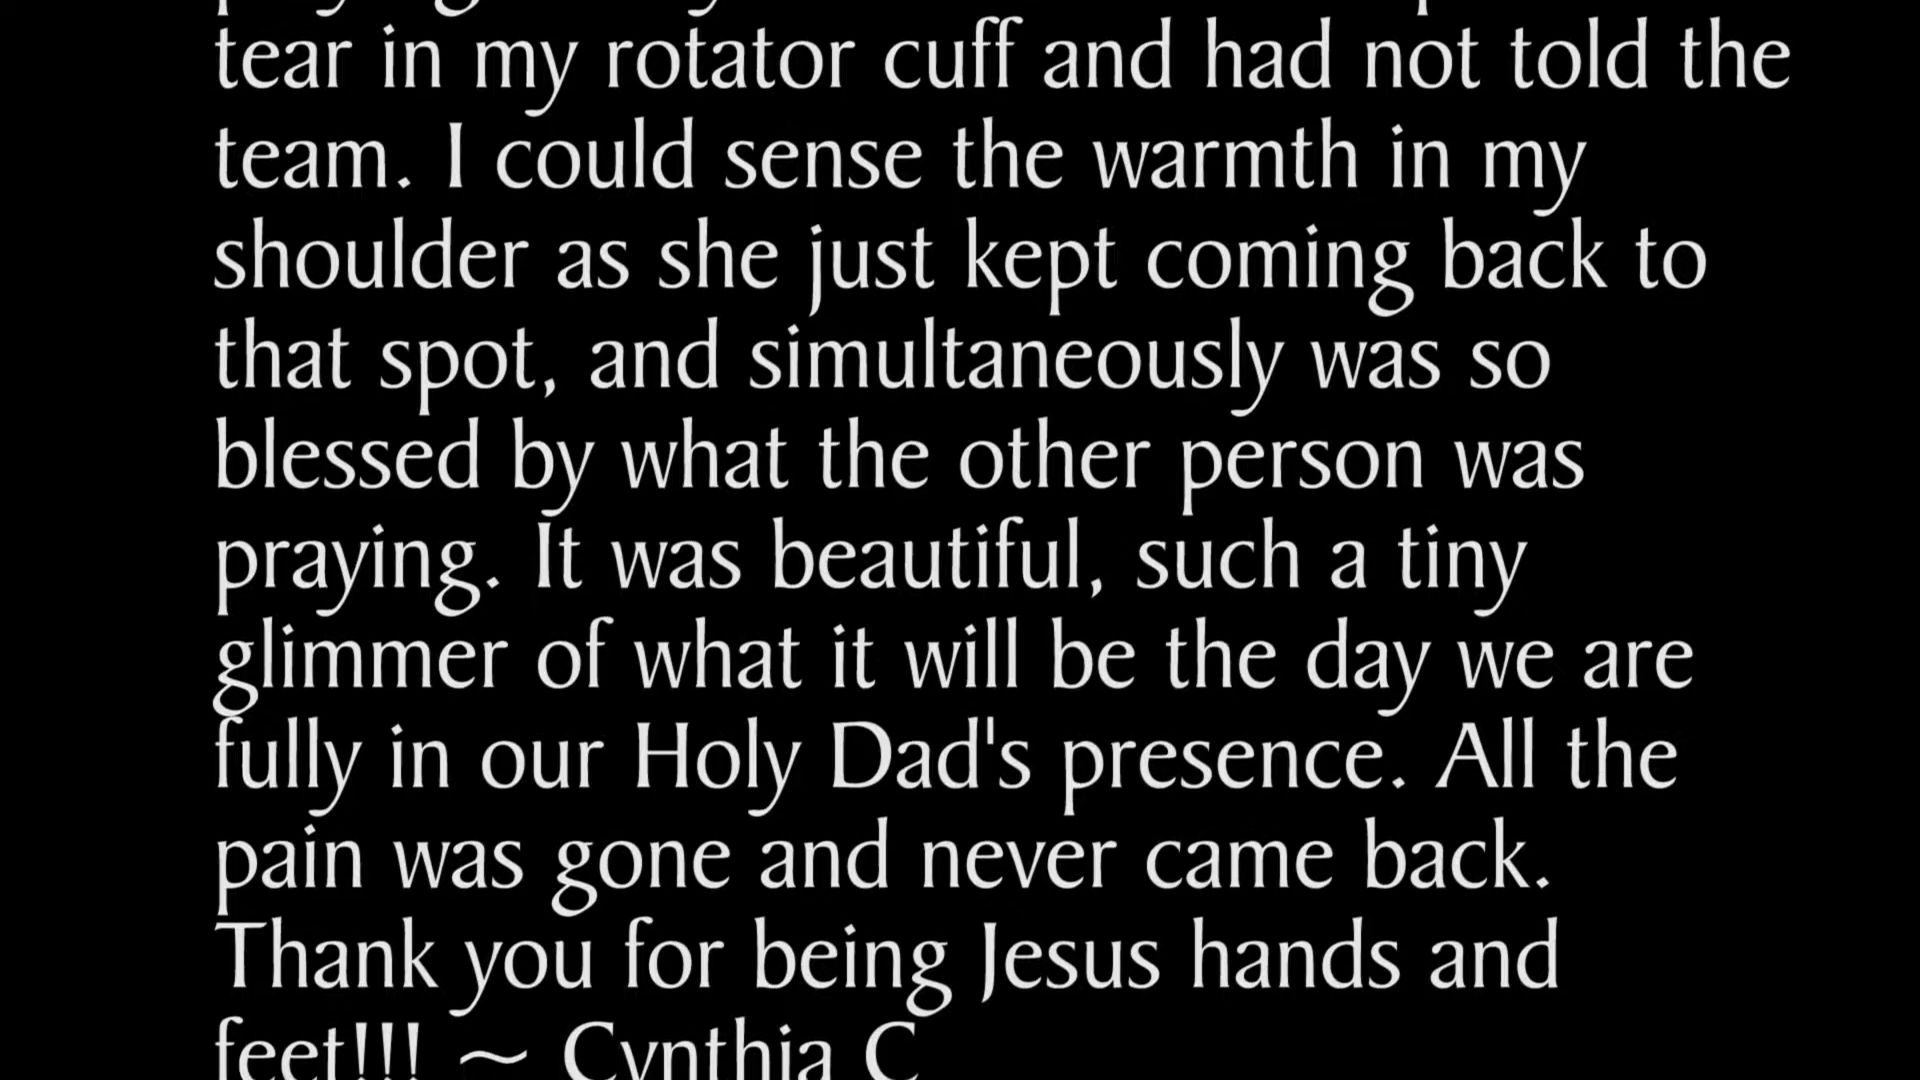 tear in my rotator cuff and had not told the
team. I could sense the warmth in my
shoulder as she just kept coming back to
that spot, and simultaneously was so
blessed by what the other person was
praying. It was beautiful, such a tiny
glimmer of what it will be the day we are
fully in our Holy Dad's presence. All the
pain was gone and never came back.
Thank you for being Jesus hands and
feet!!! ~ Cynthia C